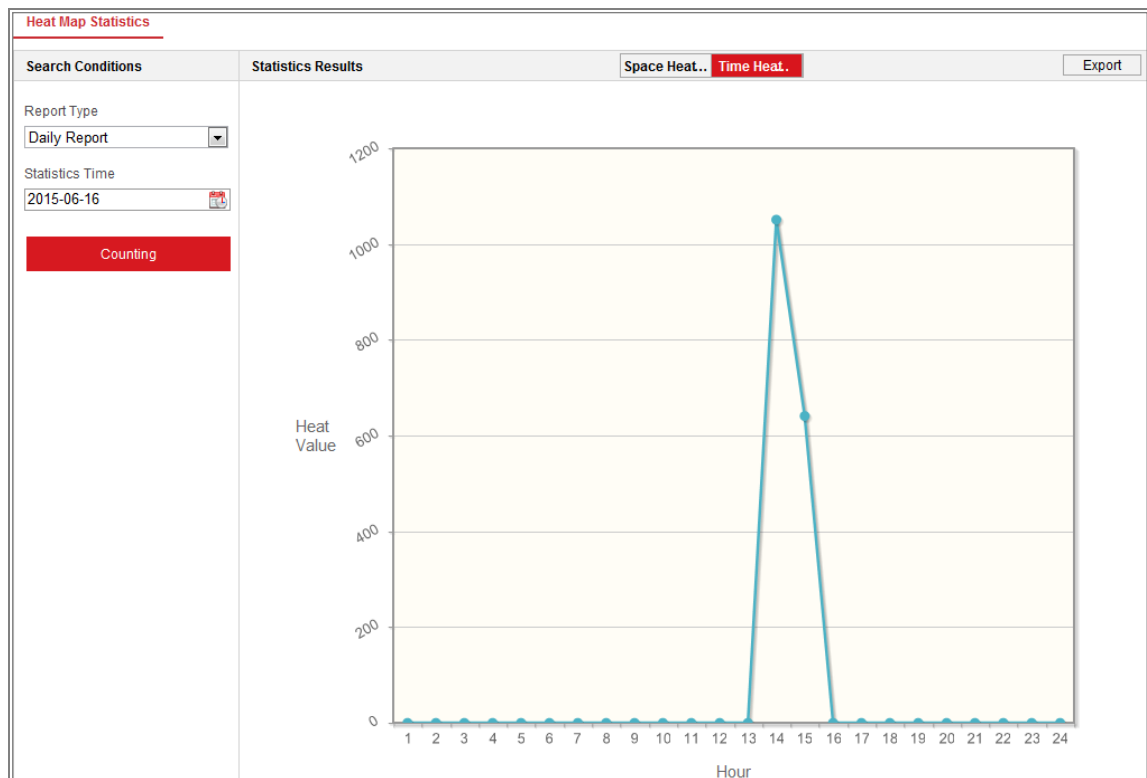 Heat Map Statistics
Search Conditions
Statistics Results
Space Heat...
Time Heat..
Export
Report Type
Daily Report
Statistics Time
2015-06-16
Counting
1200
1000
800
Heat
Value
600
400
200
0
1 2 3 4 5 6 7 8 9 10 11 12 13 14 15 16 17 18 19 20 21 22 23 24
Hour